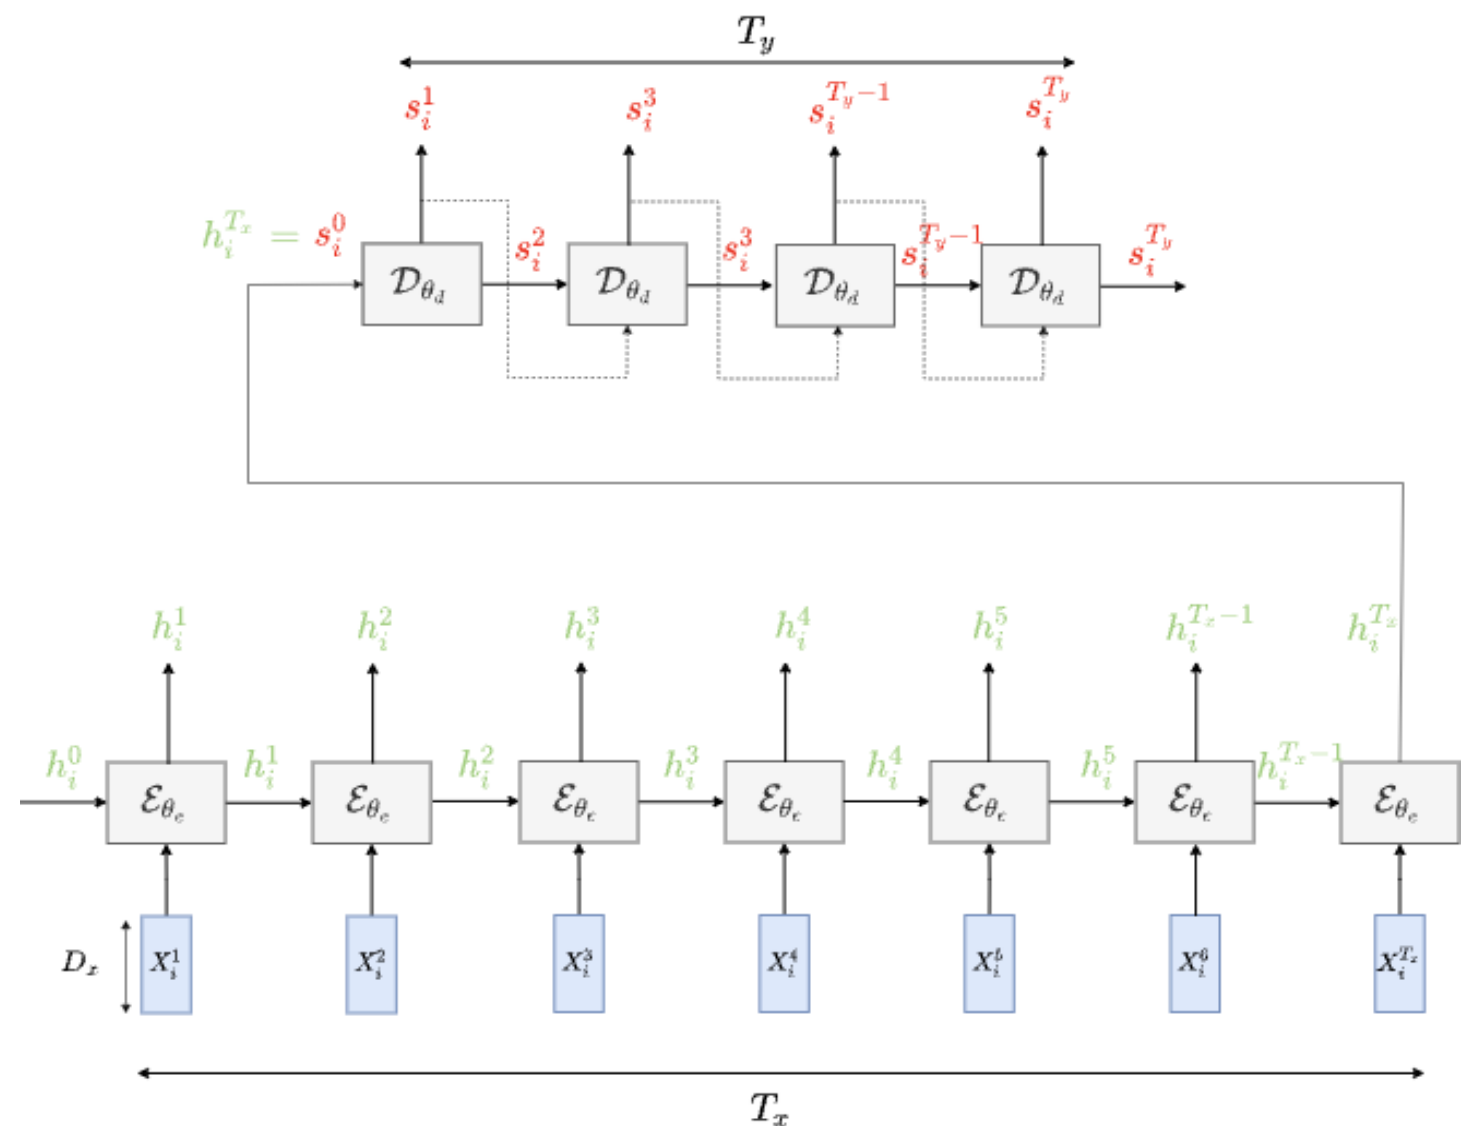 T_y
s_i^1 s_i^3 s_i^{T_y-1} s_i^{T_y}
h_i^{T_x} = s_i^0 s_i^2 s_i^3 s_i^{T_y-1} s_i^{T_y}
𝒟_{θ_d} 𝒟_{θ_d} 𝒟_{θ_d} 𝒟_{θ_d}
h_i^1 h_i^2 h_i^3 h_i^4 h_i^5 h_i^{T_x-1} h_i^{T_x}
h_i^0 h_i^1 h_i^2 h_i^3 h_i^4 h_i^5 h_i^{T_x-1}
ℰ_{θ_e} ℰ_{θ_e} ℰ_{θ_e} ℰ_{θ_e} ℰ_{θ_e} ℰ_{θ_e} ℰ_{θ_e}
D_x X_i^1 X_i^2 X_i^3 X_i^4 X_i^5 X_i^6 X_i^{T_x}
T_x